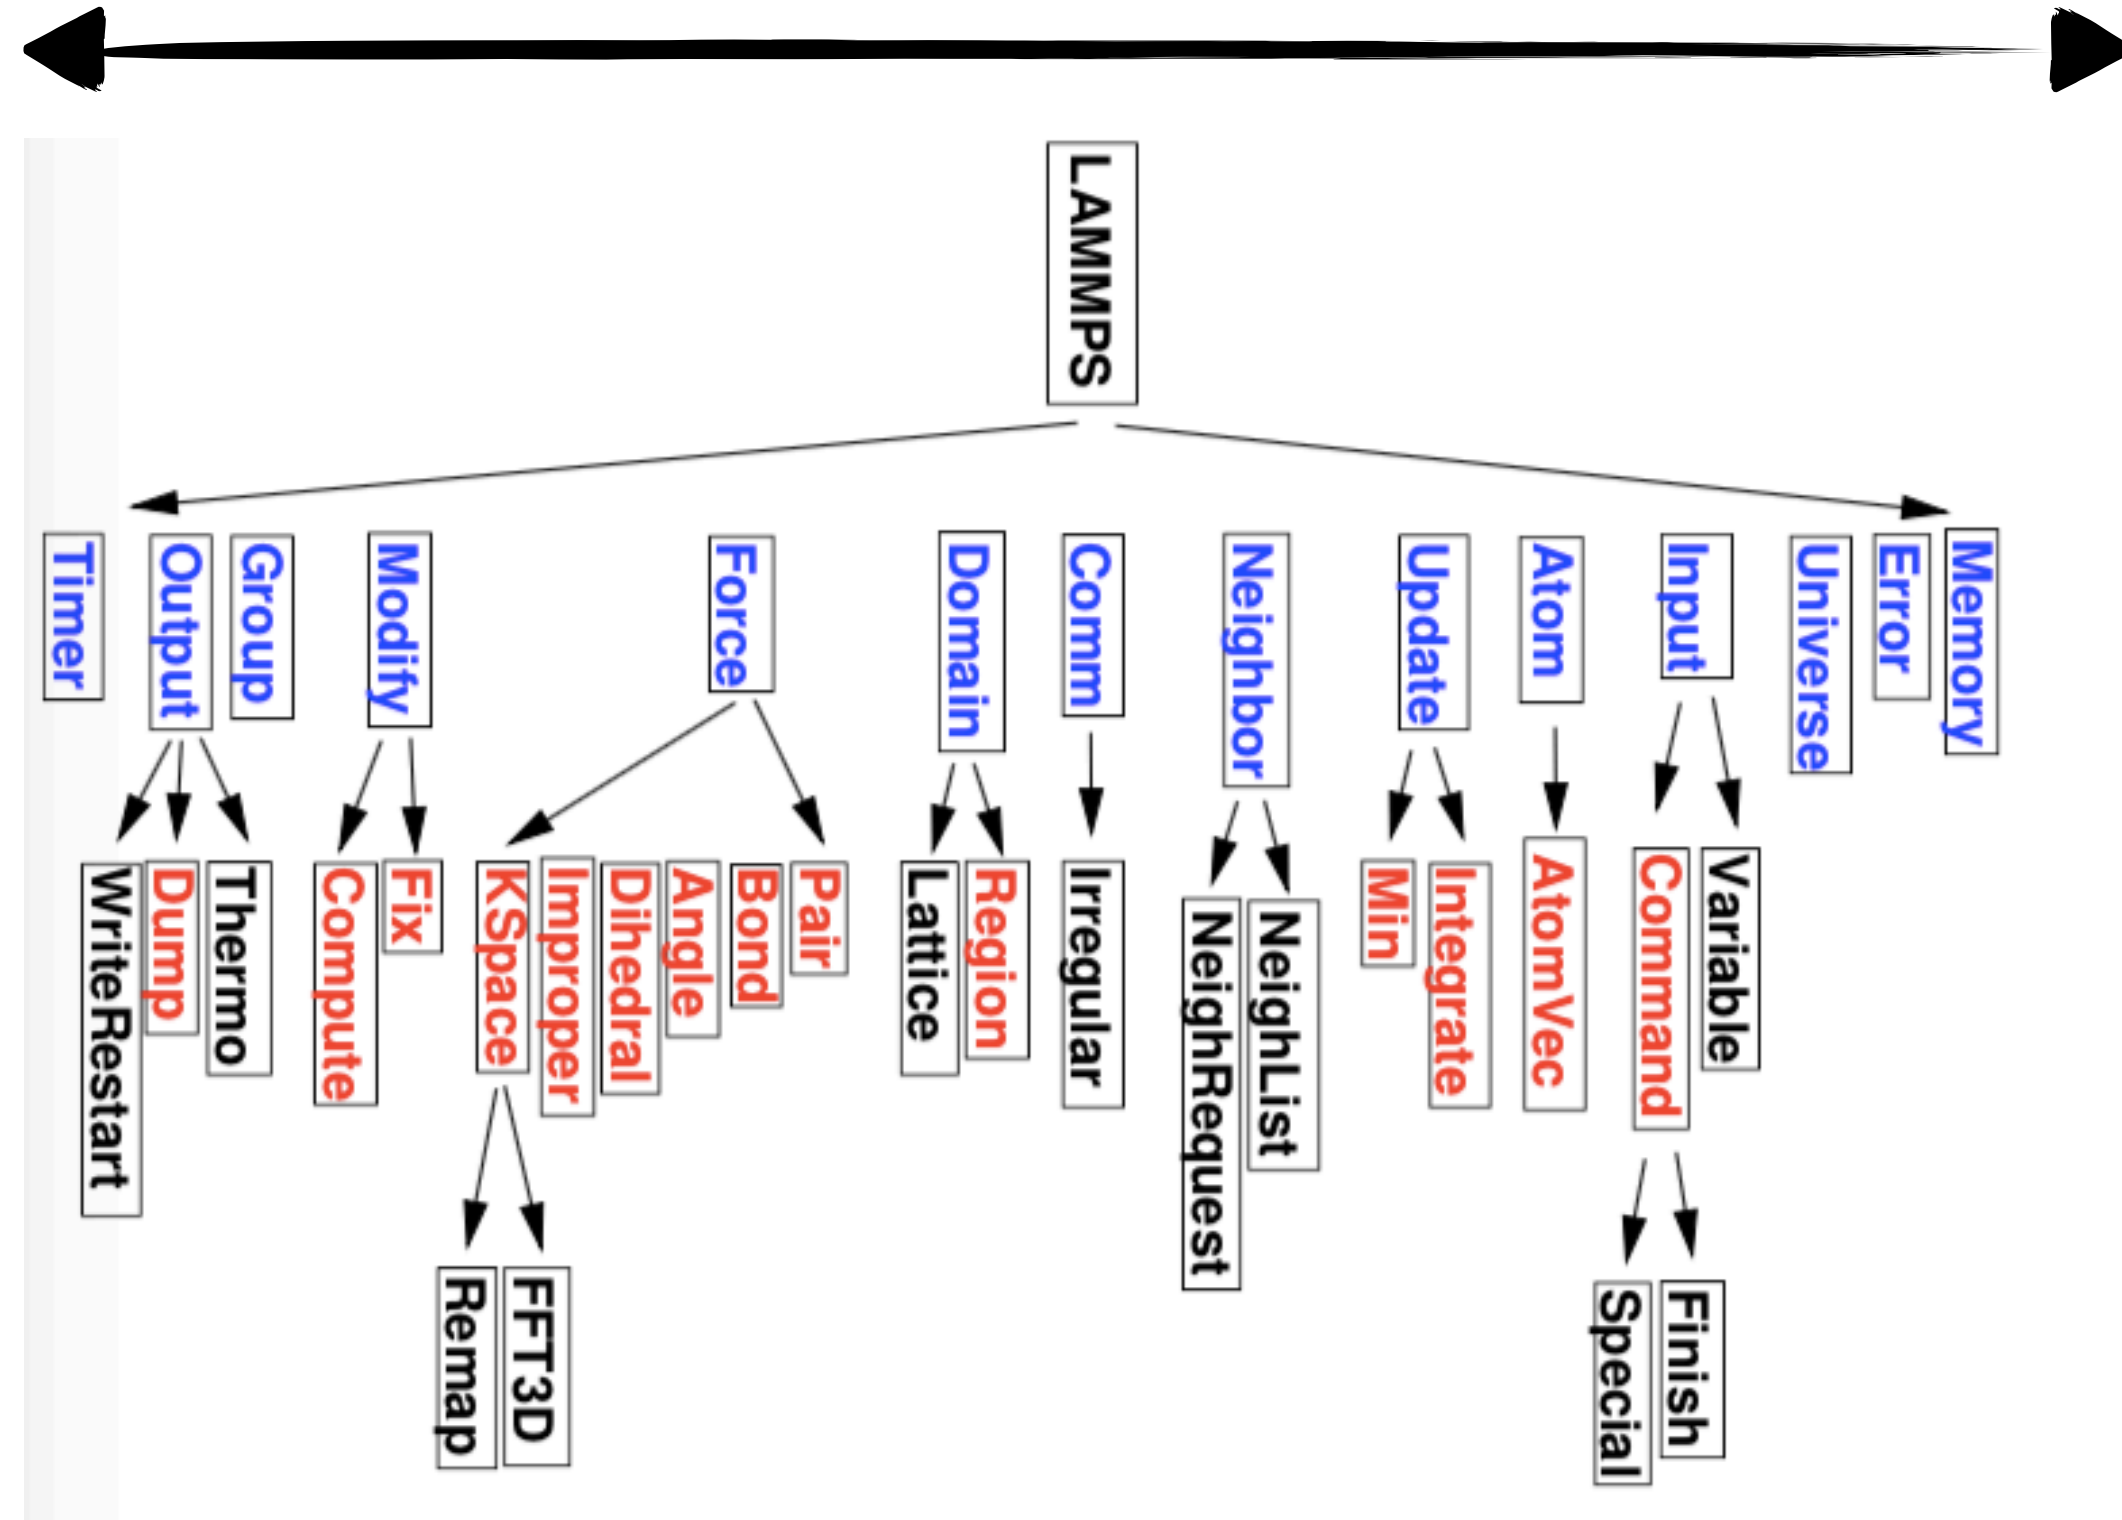 LAMMPS
Memory
Error
Universe
Input
Variable
Command
Finish
Special
Atom
AtomVec
Update
Integrate
Min
Neighbor
NeighList
NeighRequest
Comm
Irregular
Domain
Region
Lattice
Force
Pair
Bond
Angle
Dihedral
Improper
KSpace
FFT3D
Remap
Modify
Fix
Compute
Group
Output
Thermo
Dump
WriteRestart
Timer